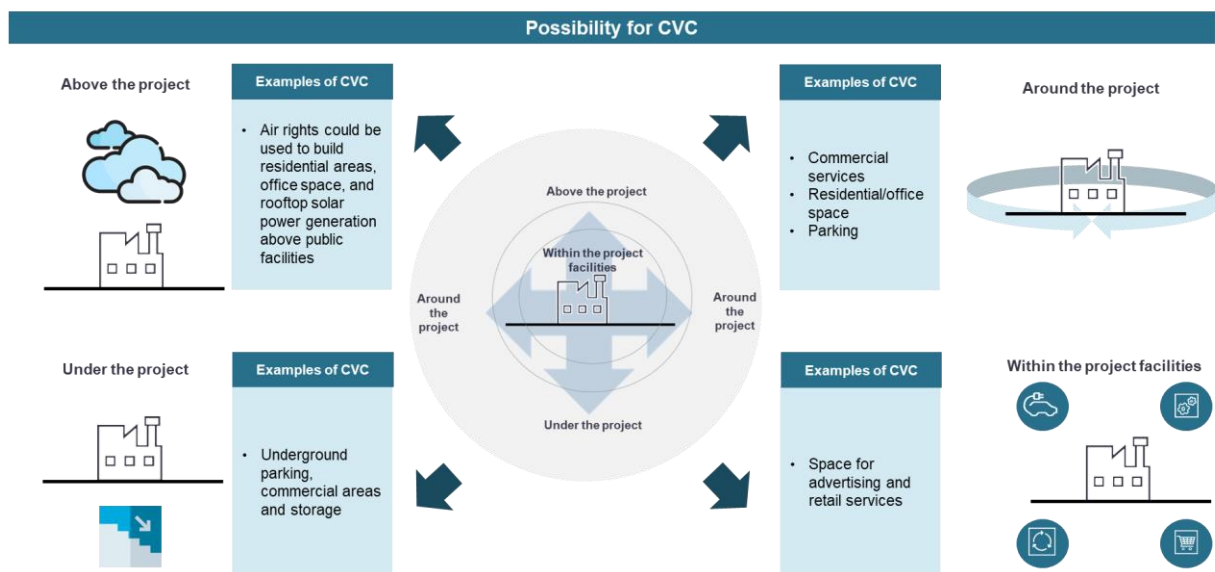 Possibility for CVC
Above the project
Examples of CVC
• Air rights could be
used to build
residential areas,
office space, and
rooftop solar
power generation
above public
facilities
Examples of CVC
• Commercial
services
• Residential/office
space
• Parking
Around the project
Above the project
Within the project
facilities
Around
the
project
Around
the
project
Under the project
Under the project
Examples of CVC
• Underground
parking,
commercial areas
and storage
Examples of CVC
• Space for
advertising and
retail services
Within the project facilities